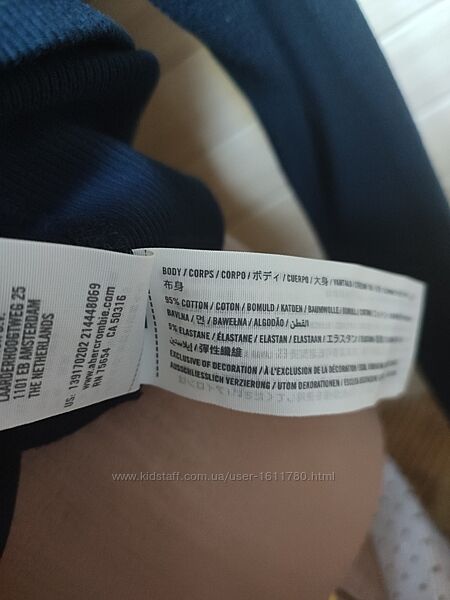 LAARDERHOOGTWEG 25
1101 EB AMSTERDAM
THE NETHERLANDS
US: 139170202 214448069
www.abercrombie.com
RN 75654 CA 50316
BODY / CORPS / CORPO / ボディ / CUERPO / 大身 /
布身
95% COTTON / COTON / BOMULD / KATOEN / BAUMWOLLE /
BAVLNA / 면 / BAWEŁNA / ALGODÃO / القطن /
5% ELASTANE / ÉLASTANE / ELASTAN / ELASTAAN / エラスタン /
/ 彈性纖維
EXCLUSIVE OF DECORATION / À L'EXCLUSION DE LA DÉCORATION /
AUSSCHLIESSLICH VERZIERUNG / UTOM DEKORATIONEN /
www.kidstaff.com.ua/user-1611780.html